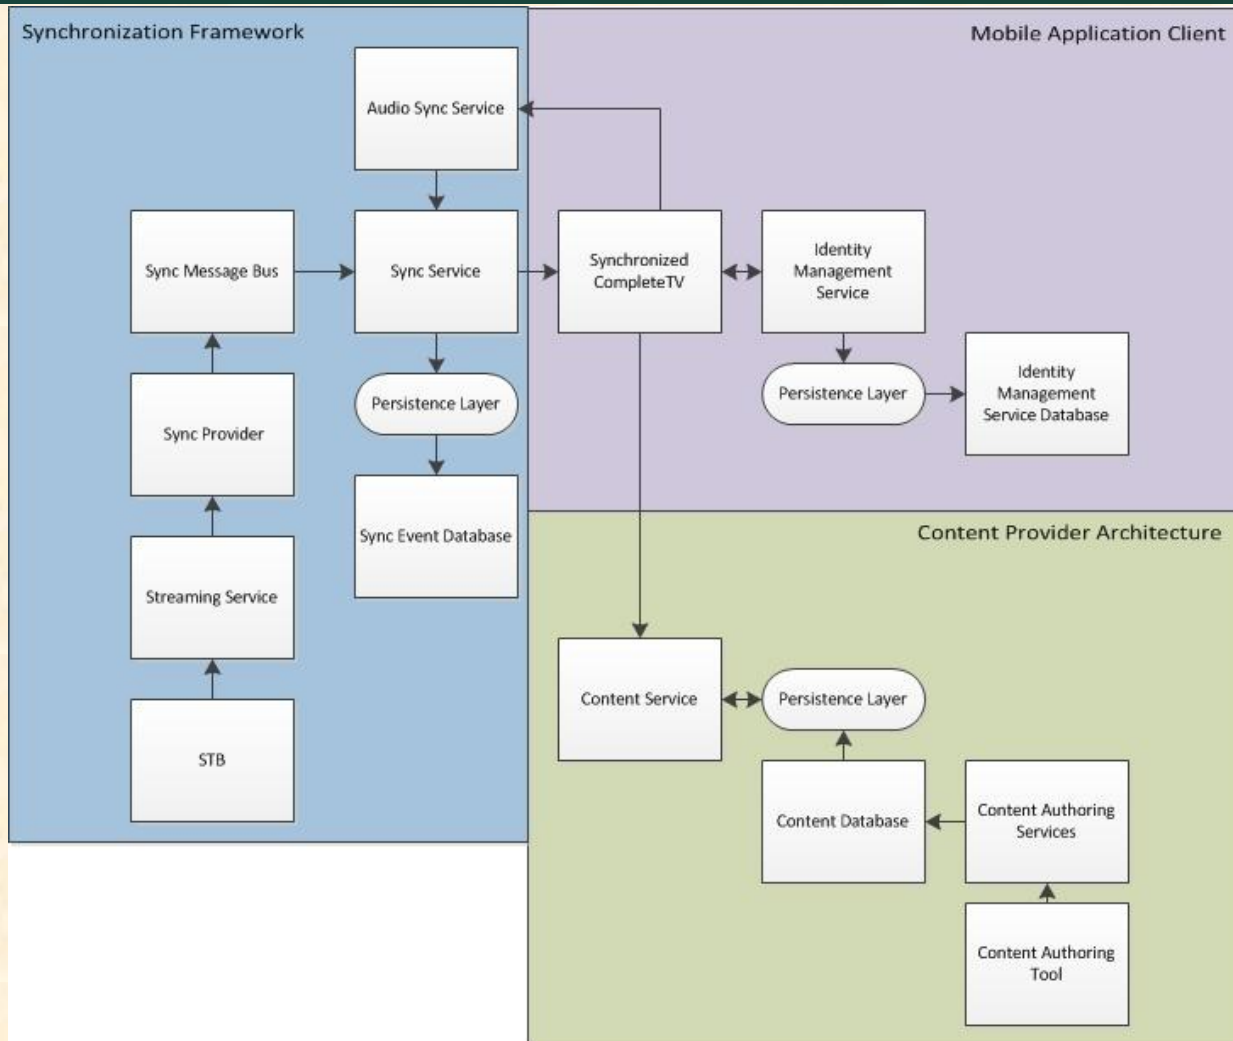 Synchronization Framework
Mobile Application Client
Audio Sync Service
Sync Message Bus
Sync Service
Synchronized
CompleteTV
Identity
Management
Service
Persistence Layer
Persistence Layer
Identity
Management
Service Database
Sync Provider
Sync Event Database
Content Provider Architecture
Streaming Service
Content Service
Persistence Layer
STB
Content Database
Content Authoring
Services
Content Authoring
Tool